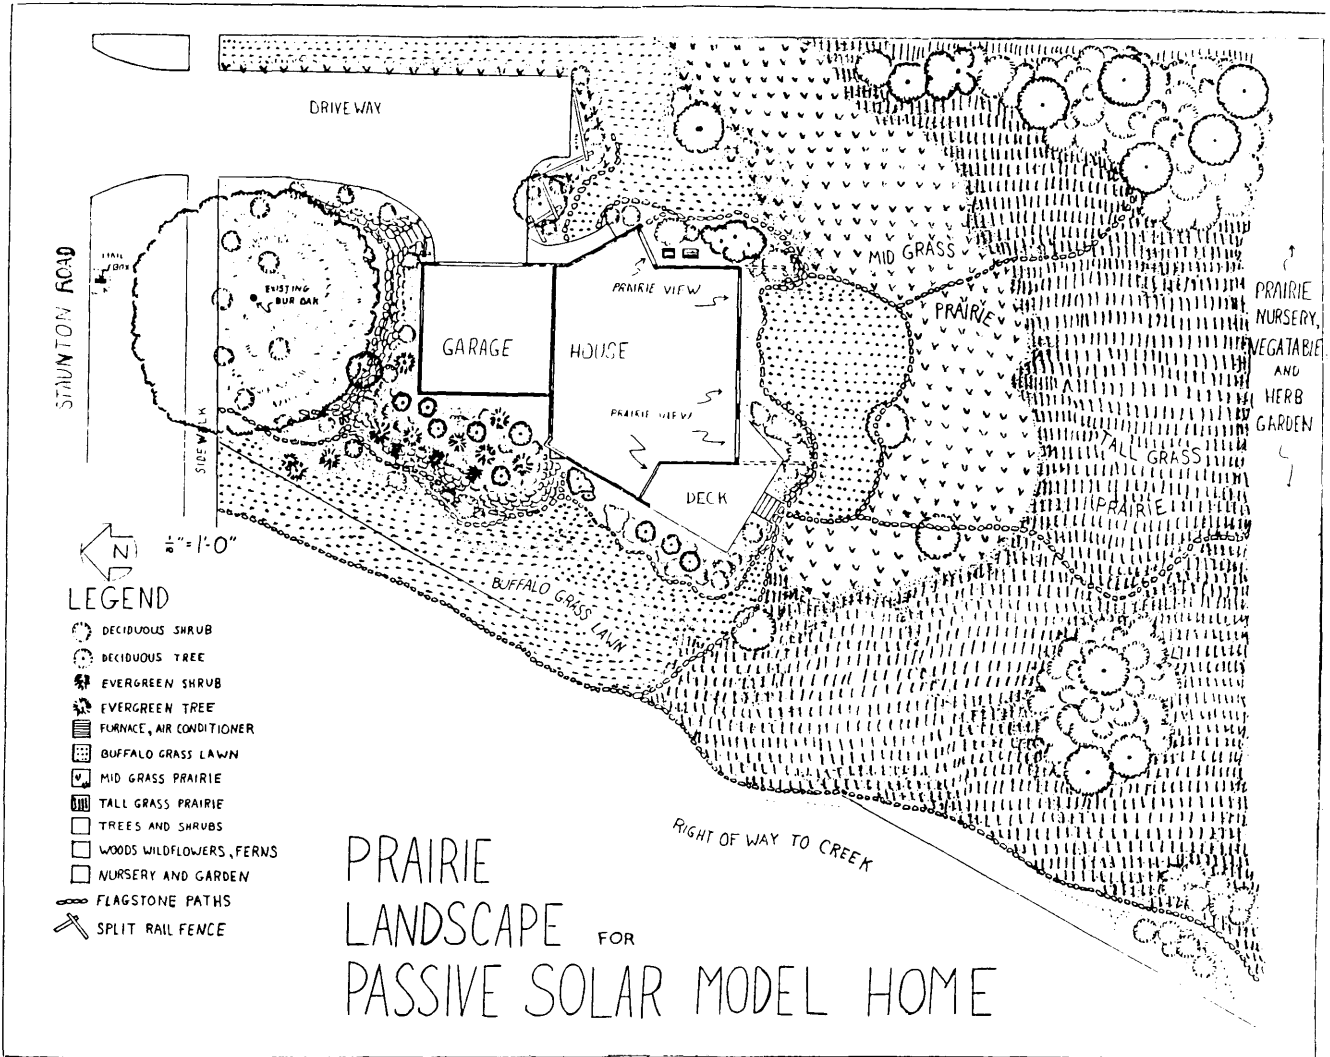 DRIVEWAY
STAUNTON ROAD
MAIL
BOX
EXISTING
BUR OAK
SIDEWALK
GARAGE
HOUSE
PRAIRIE VIEW
PRAIRIE VIEW
DECK
MID GRASS
PRAIRIE
TALL GRASS
PRAIRIE
PRAIRIE
NURSERY,
VEGATABLE
AND
HERB
GARDEN
BUFFALO GRASS LAWN
RIGHT OF WAY TO CREEK
N
1/8"=1'-0"
LEGEND
DECIDUOUS SHRUB
DECIDUOUS TREE
EVERGREEN SHRUB
EVERGREEN TREE
FURNACE, AIR CONDITIONER
BUFFALO GRASS LAWN
MID GRASS PRAIRIE
TALL GRASS PRAIRIE
TREES AND SHRUBS
WOODS WILDFLOWERS, FERNS
NURSERY AND GARDEN
FLAGSTONE PATHS
SPLIT RAIL FENCE
PRAIRIE
LANDSCAPE FOR
PASSIVE SOLAR MODEL HOME